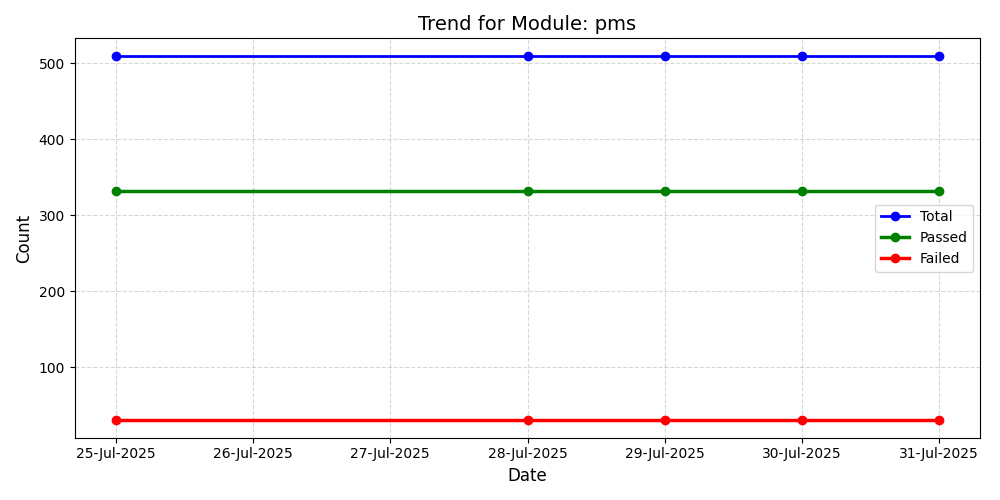 Trend for Module: pms
500
400
300
200
100
Count
Total
Passed
Failed
25-Jul-2025 26-Jul-2025 27-Jul-2025 28-Jul-2025 29-Jul-2025 30-Jul-2025 31-Jul-2025
Date